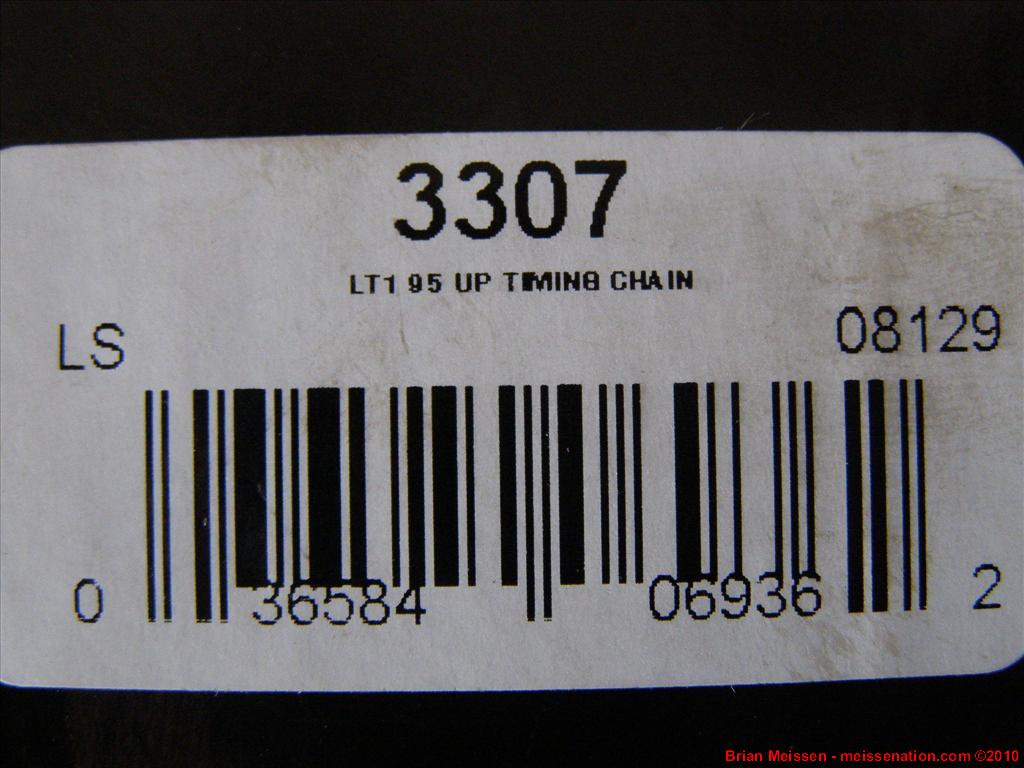 3307
LT1 95 UP TIMING CHAIN
LS 08129
0 36584 06936 2
Brian Meissen - meissenation.com ©2010